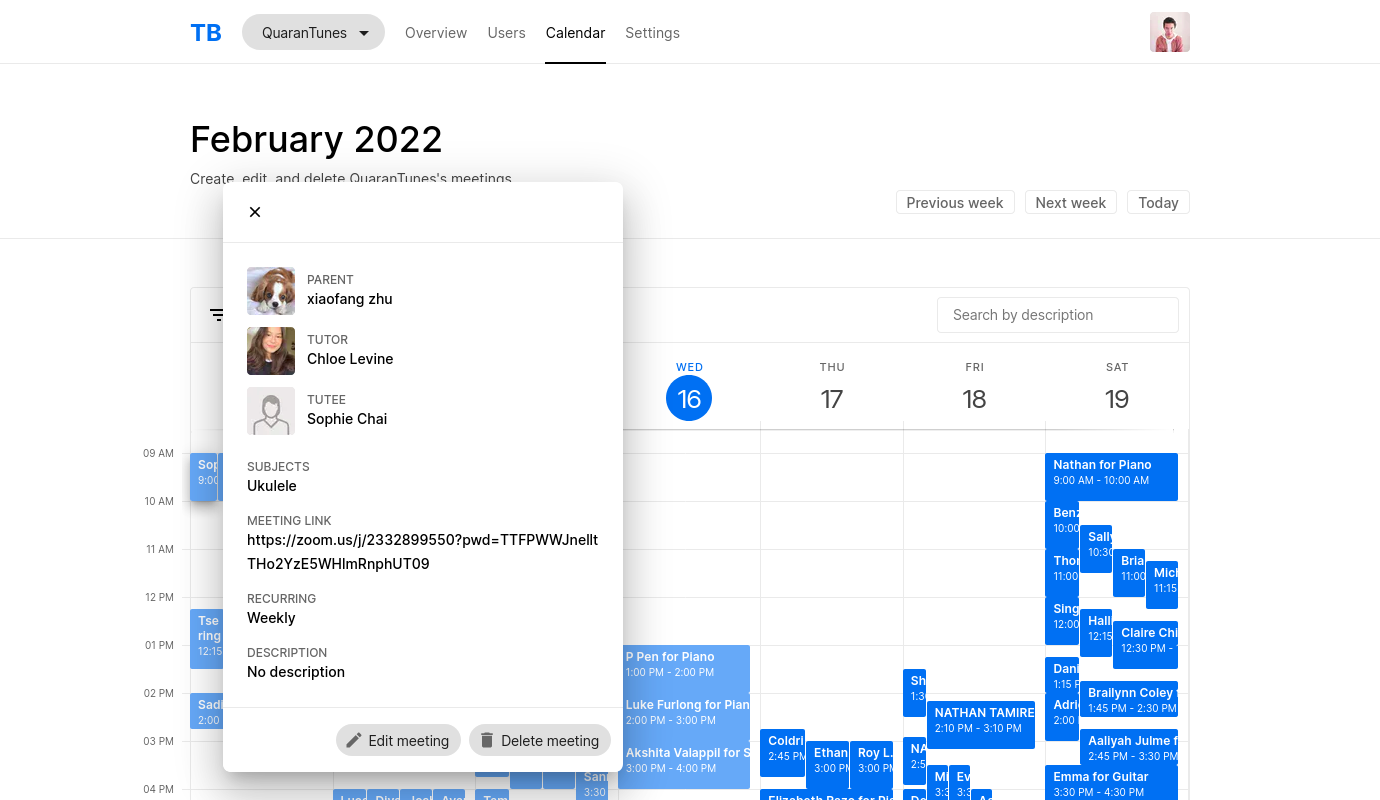 TB
QuaranTunes
Overview
Users
Calendar
Settings
February 2022
Create, edit, and delete QuaranTunes's meetings
Previous week
Next week
Today
PARENT
xiaofang zhu
TUTOR
Chloe Levine
TUTEE
Sophie Chai
SUBJECTS
Ukulele
MEETING LINK
https://zoom.us/j/2332899550?pwd=TTFPWWJneIlt
THo2YzE5WHlmRnphUT09
RECURRING
Weekly
DESCRIPTION
No description
Edit meeting
Delete meeting
Search by description
WED
16
THU
17
FRI
18
SAT
19
09 AM
10 AM
11 AM
12 PM
01 PM
02 PM
03 PM
04 PM
Sop
9:00
Tse
ring
12:15
Sadi
2:00
Sani
3:30
P Pen for Piano
1:00 PM - 2:00 PM
Luke Furlong for Pian
2:00 PM - 3:00 PM
Akshita Valappil for S
3:00 PM - 4:00 PM
Coldri
2:45 PM
Ethan
3:00 PM
Roy L.
3:00 PM
Sh
1:30
NATHAN TAMIRE
2:10 PM - 3:10 PM
NA
2:5
MI
3:3
Ev
3:3
Nathan for Piano
9:00 AM - 10:00 AM
Benz
10:00
Sally
10:30
Thor
11:00
Bria
11:00
Mich
11:15
Sing
12:00
Hall
12:15
Claire Chi
12:30 PM -
Dani
1:15 P
Brailynn Coley f
1:45 PM - 2:30 PM
Adri
2:00
Aaliyah Julme f
2:45 PM - 3:30 PM
Emma for Guitar
3:30 PM - 4:30 PM